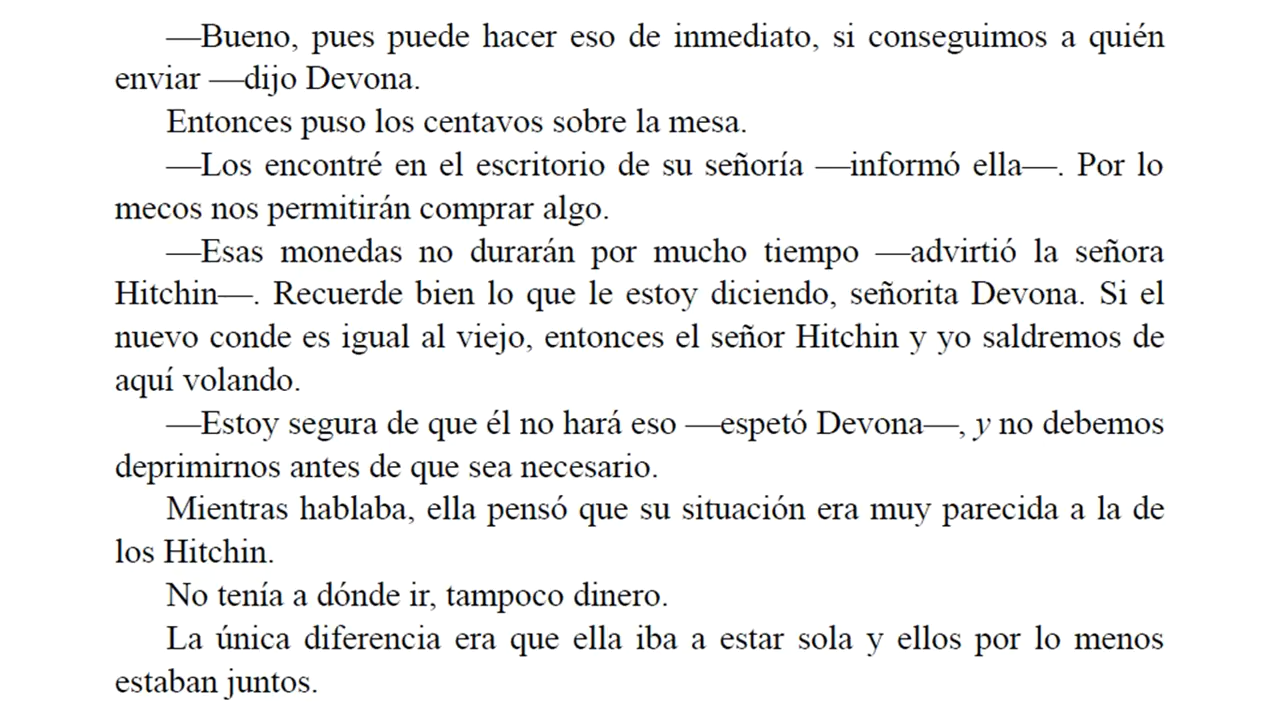 —Bueno, pues puede hacer eso de inmediato, si conseguimos a quién
enviar —dijo Devona.
Entonces puso los centavos sobre la mesa.
—Los encontré en el escritorio de su señoría —informó ella—. Por lo
mecos nos permitirán comprar algo.
—Esas monedas no durarán por mucho tiempo —advirtió la señora
Hitchin—. Recuerde bien lo que le estoy diciendo, señorita Devona. Si el
nuevo conde es igual al viejo, entonces el señor Hitchin y yo saldremos de
aquí volando.
—Estoy segura de que él no hará eso —espetó Devona—, y no debemos
deprimirnos antes de que sea necesario.
Mientras hablaba, ella pensó que su situación era muy parecida a la de
los Hitchin.
No tenía a dónde ir, tampoco dinero.
La única diferencia era que ella iba a estar sola y ellos por lo menos
estaban juntos.